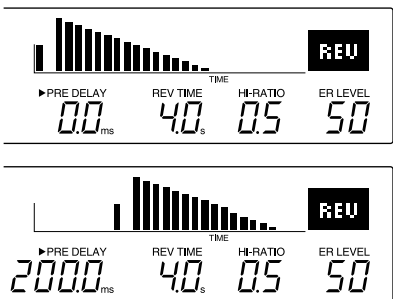 REV
TIME
▶PRE DELAY REV TIME HI-RATIO ER LEVEL
0.0ms 4.0s 0.5 50
REV
TIME
▶PRE DELAY REV TIME HI-RATIO ER LEVEL
200.0ms 4.0s 0.5 50